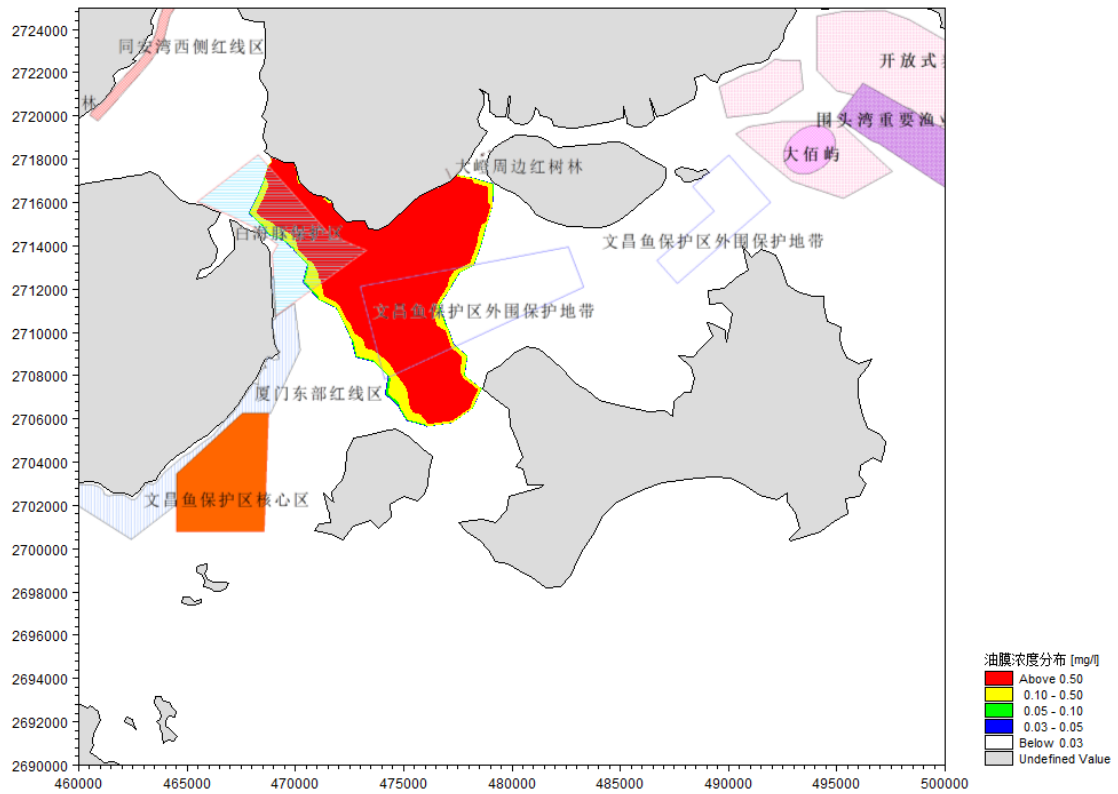 2724000
2722000
2720000
2718000
2716000
2714000
2712000
2710000
2708000
2706000
2704000
2702000
2700000
2698000
2696000
2694000
2692000
2690000
460000
465000
470000
475000
480000
485000
490000
495000
500000
同安湾西侧红线区
林
开放式
围头湾重要渔
大佰屿
大嶝周边红树林
白海豚保护区
文昌鱼保护区外围保护地带
文昌鱼保护区外围保护地带
厦门东部红线区
文昌鱼保护区核心区
油膜浓度分布 [mg/l]
Above 0.50
0.10 - 0.50
0.05 - 0.10
0.03 - 0.05
Below 0.03
Undefined Value